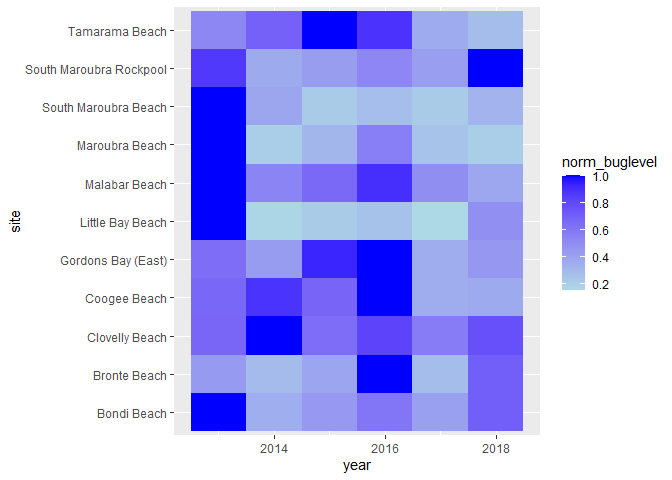 Tamarama Beach
South Maroubra Rockpool
South Maroubra Beach
Maroubra Beach
Malabar Beach
Little Bay Beach
Gordons Bay (East)
Coogee Beach
Clovelly Beach
Bronte Beach
Bondi Beach
site
2014 2016 2018
year
norm_buglevel
1.0
0.8
0.6
0.4
0.2